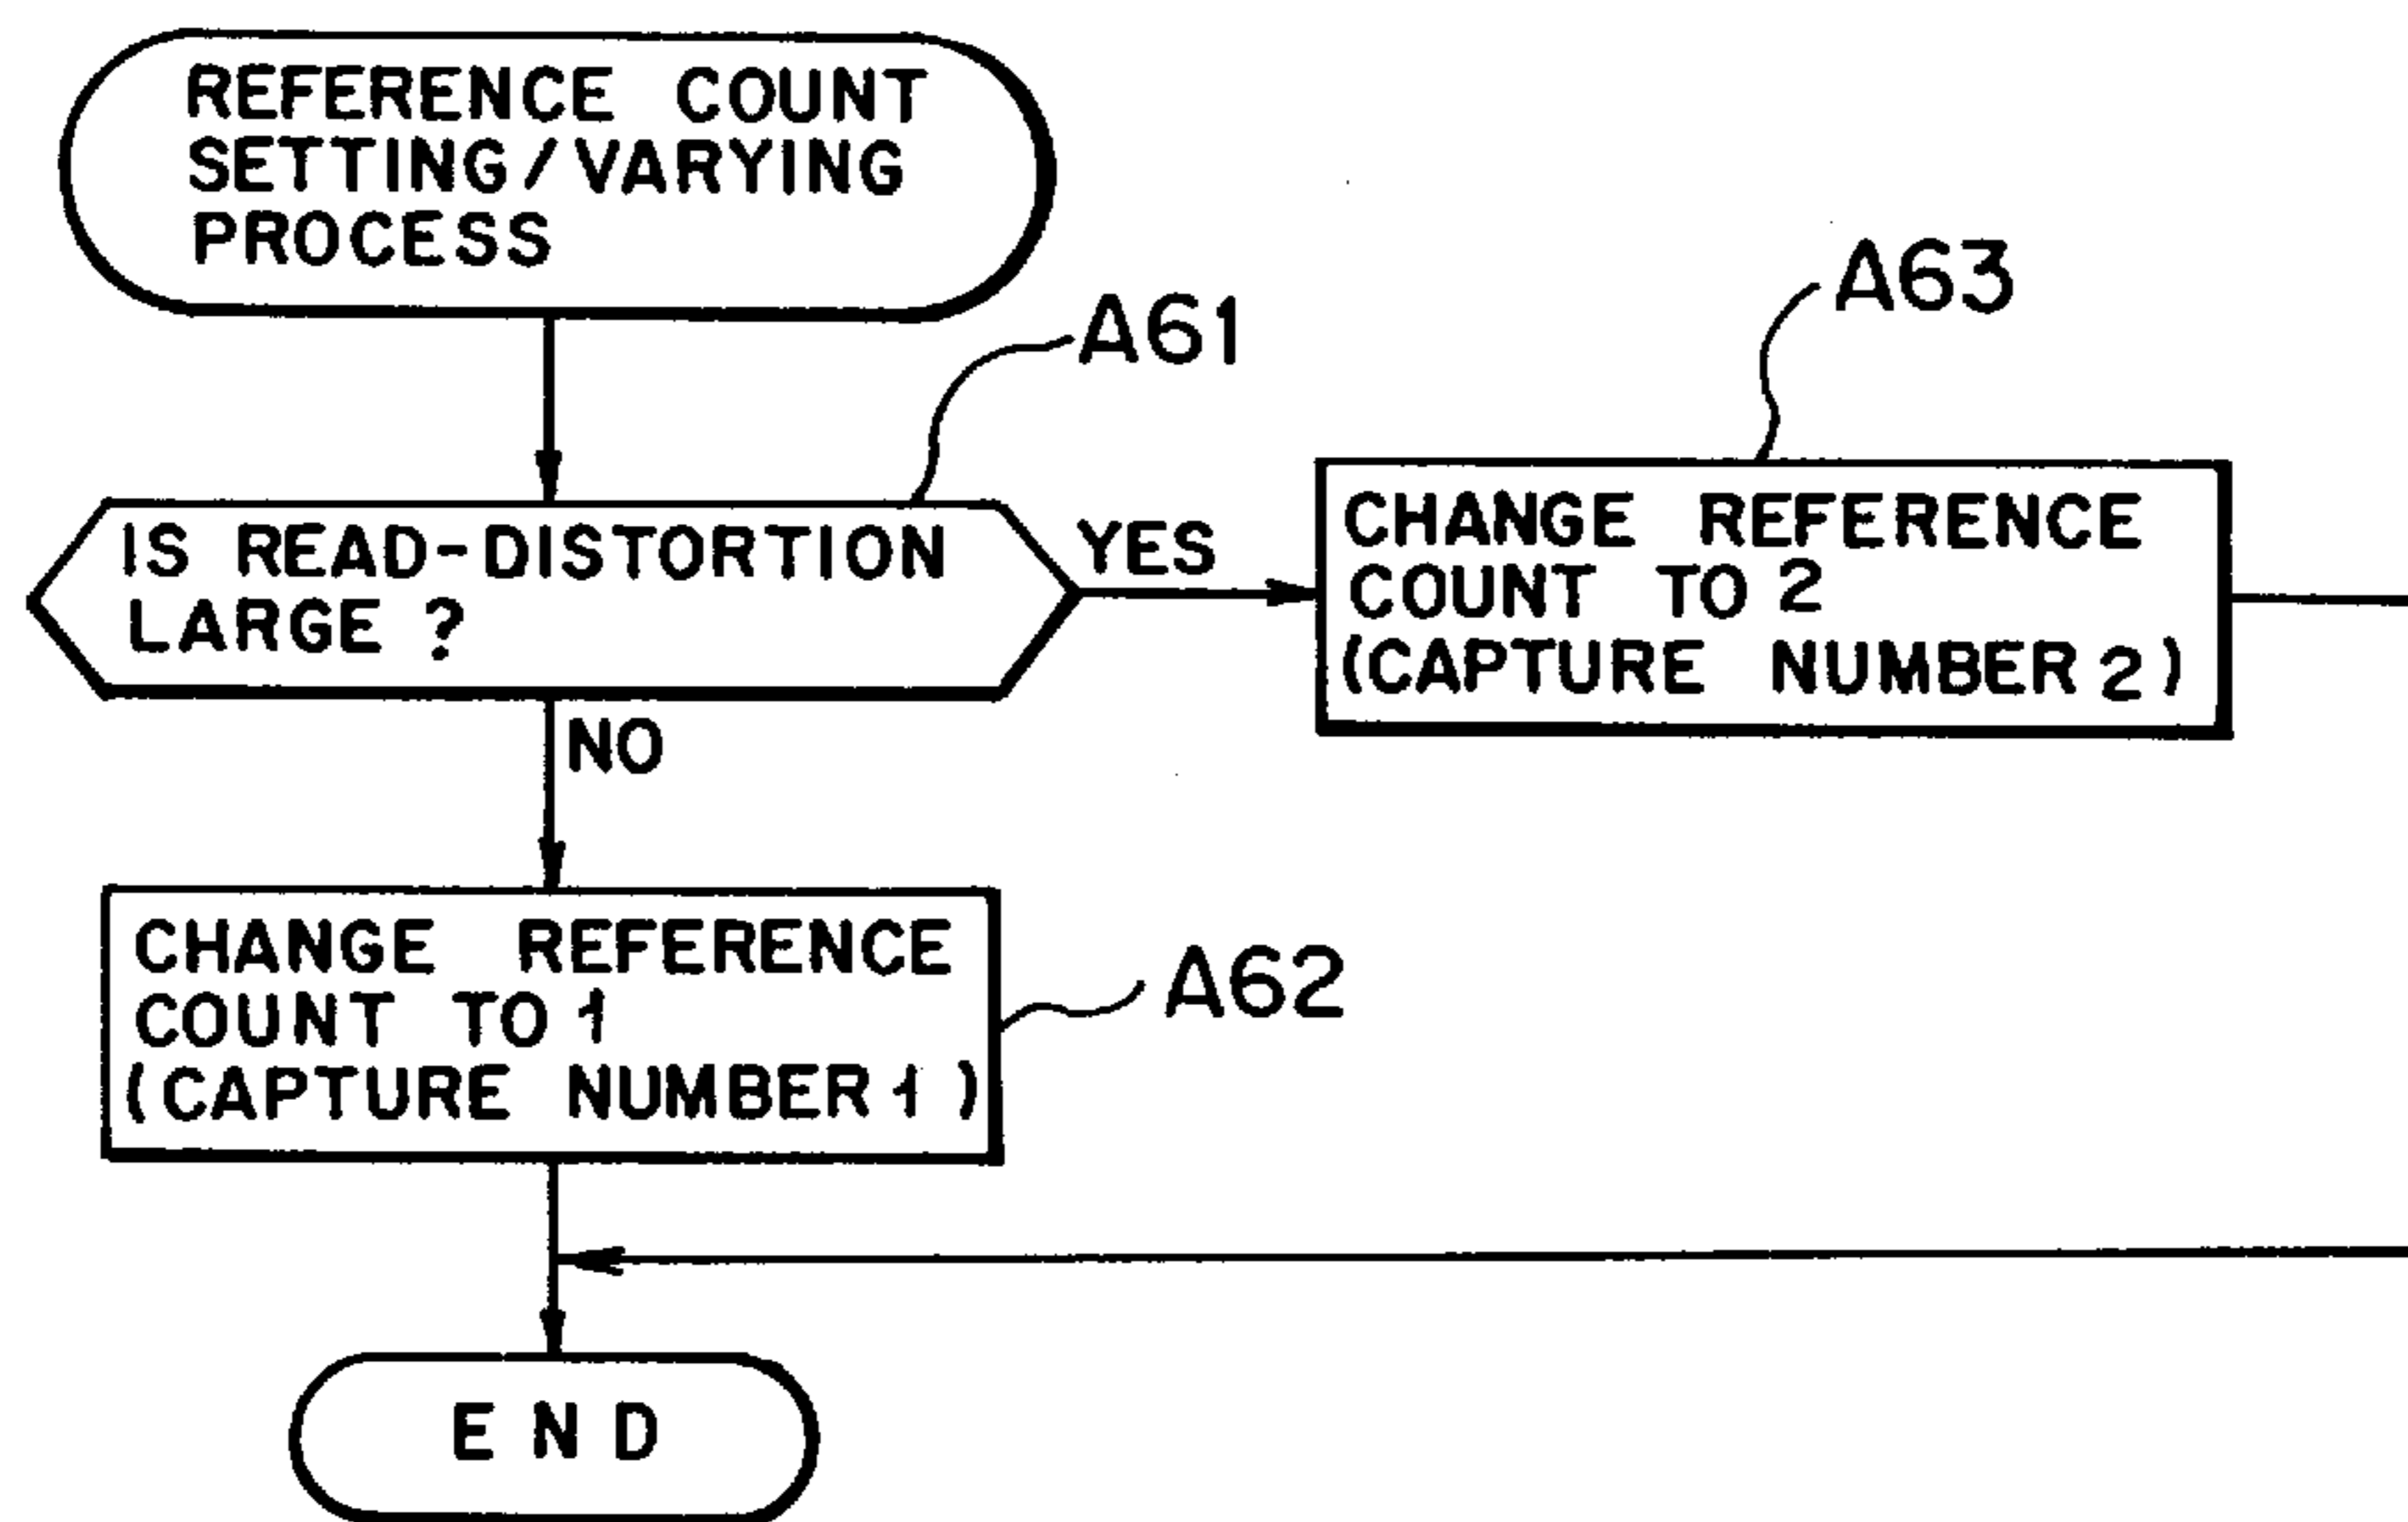 REFERENCE COUNT
SETTING/VARYING
PROCESS
A61
A63
IS READ-DISTORTION
LARGE ?
YES
CHANGE REFERENCE
COUNT TO 2
(CAPTURE NUMBER 2)
NO
CHANGE REFERENCE
COUNT TO 1
(CAPTURE NUMBER 1 )
A62
END